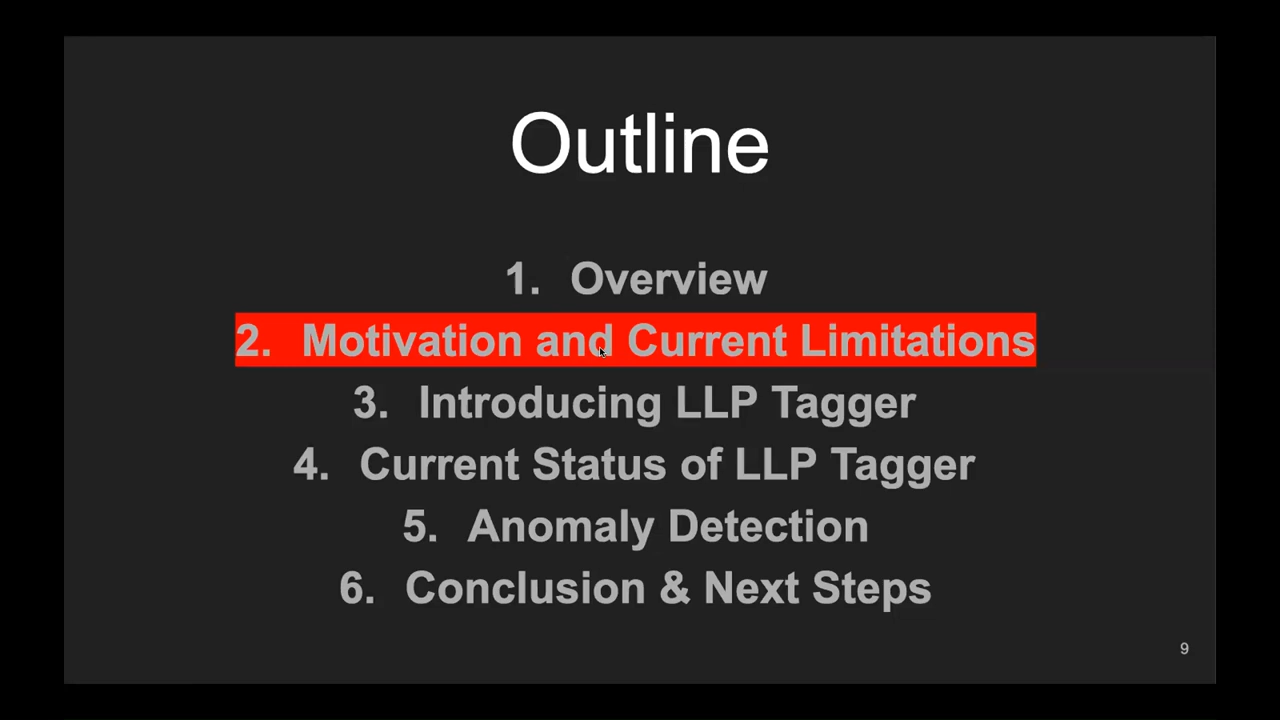 Outline
1. Overview
2. Motivation and Current Limitations
3. Introducing LLP Tagger
4. Current Status of LLP Tagger
5. Anomaly Detection
6. Conclusion & Next Steps
9